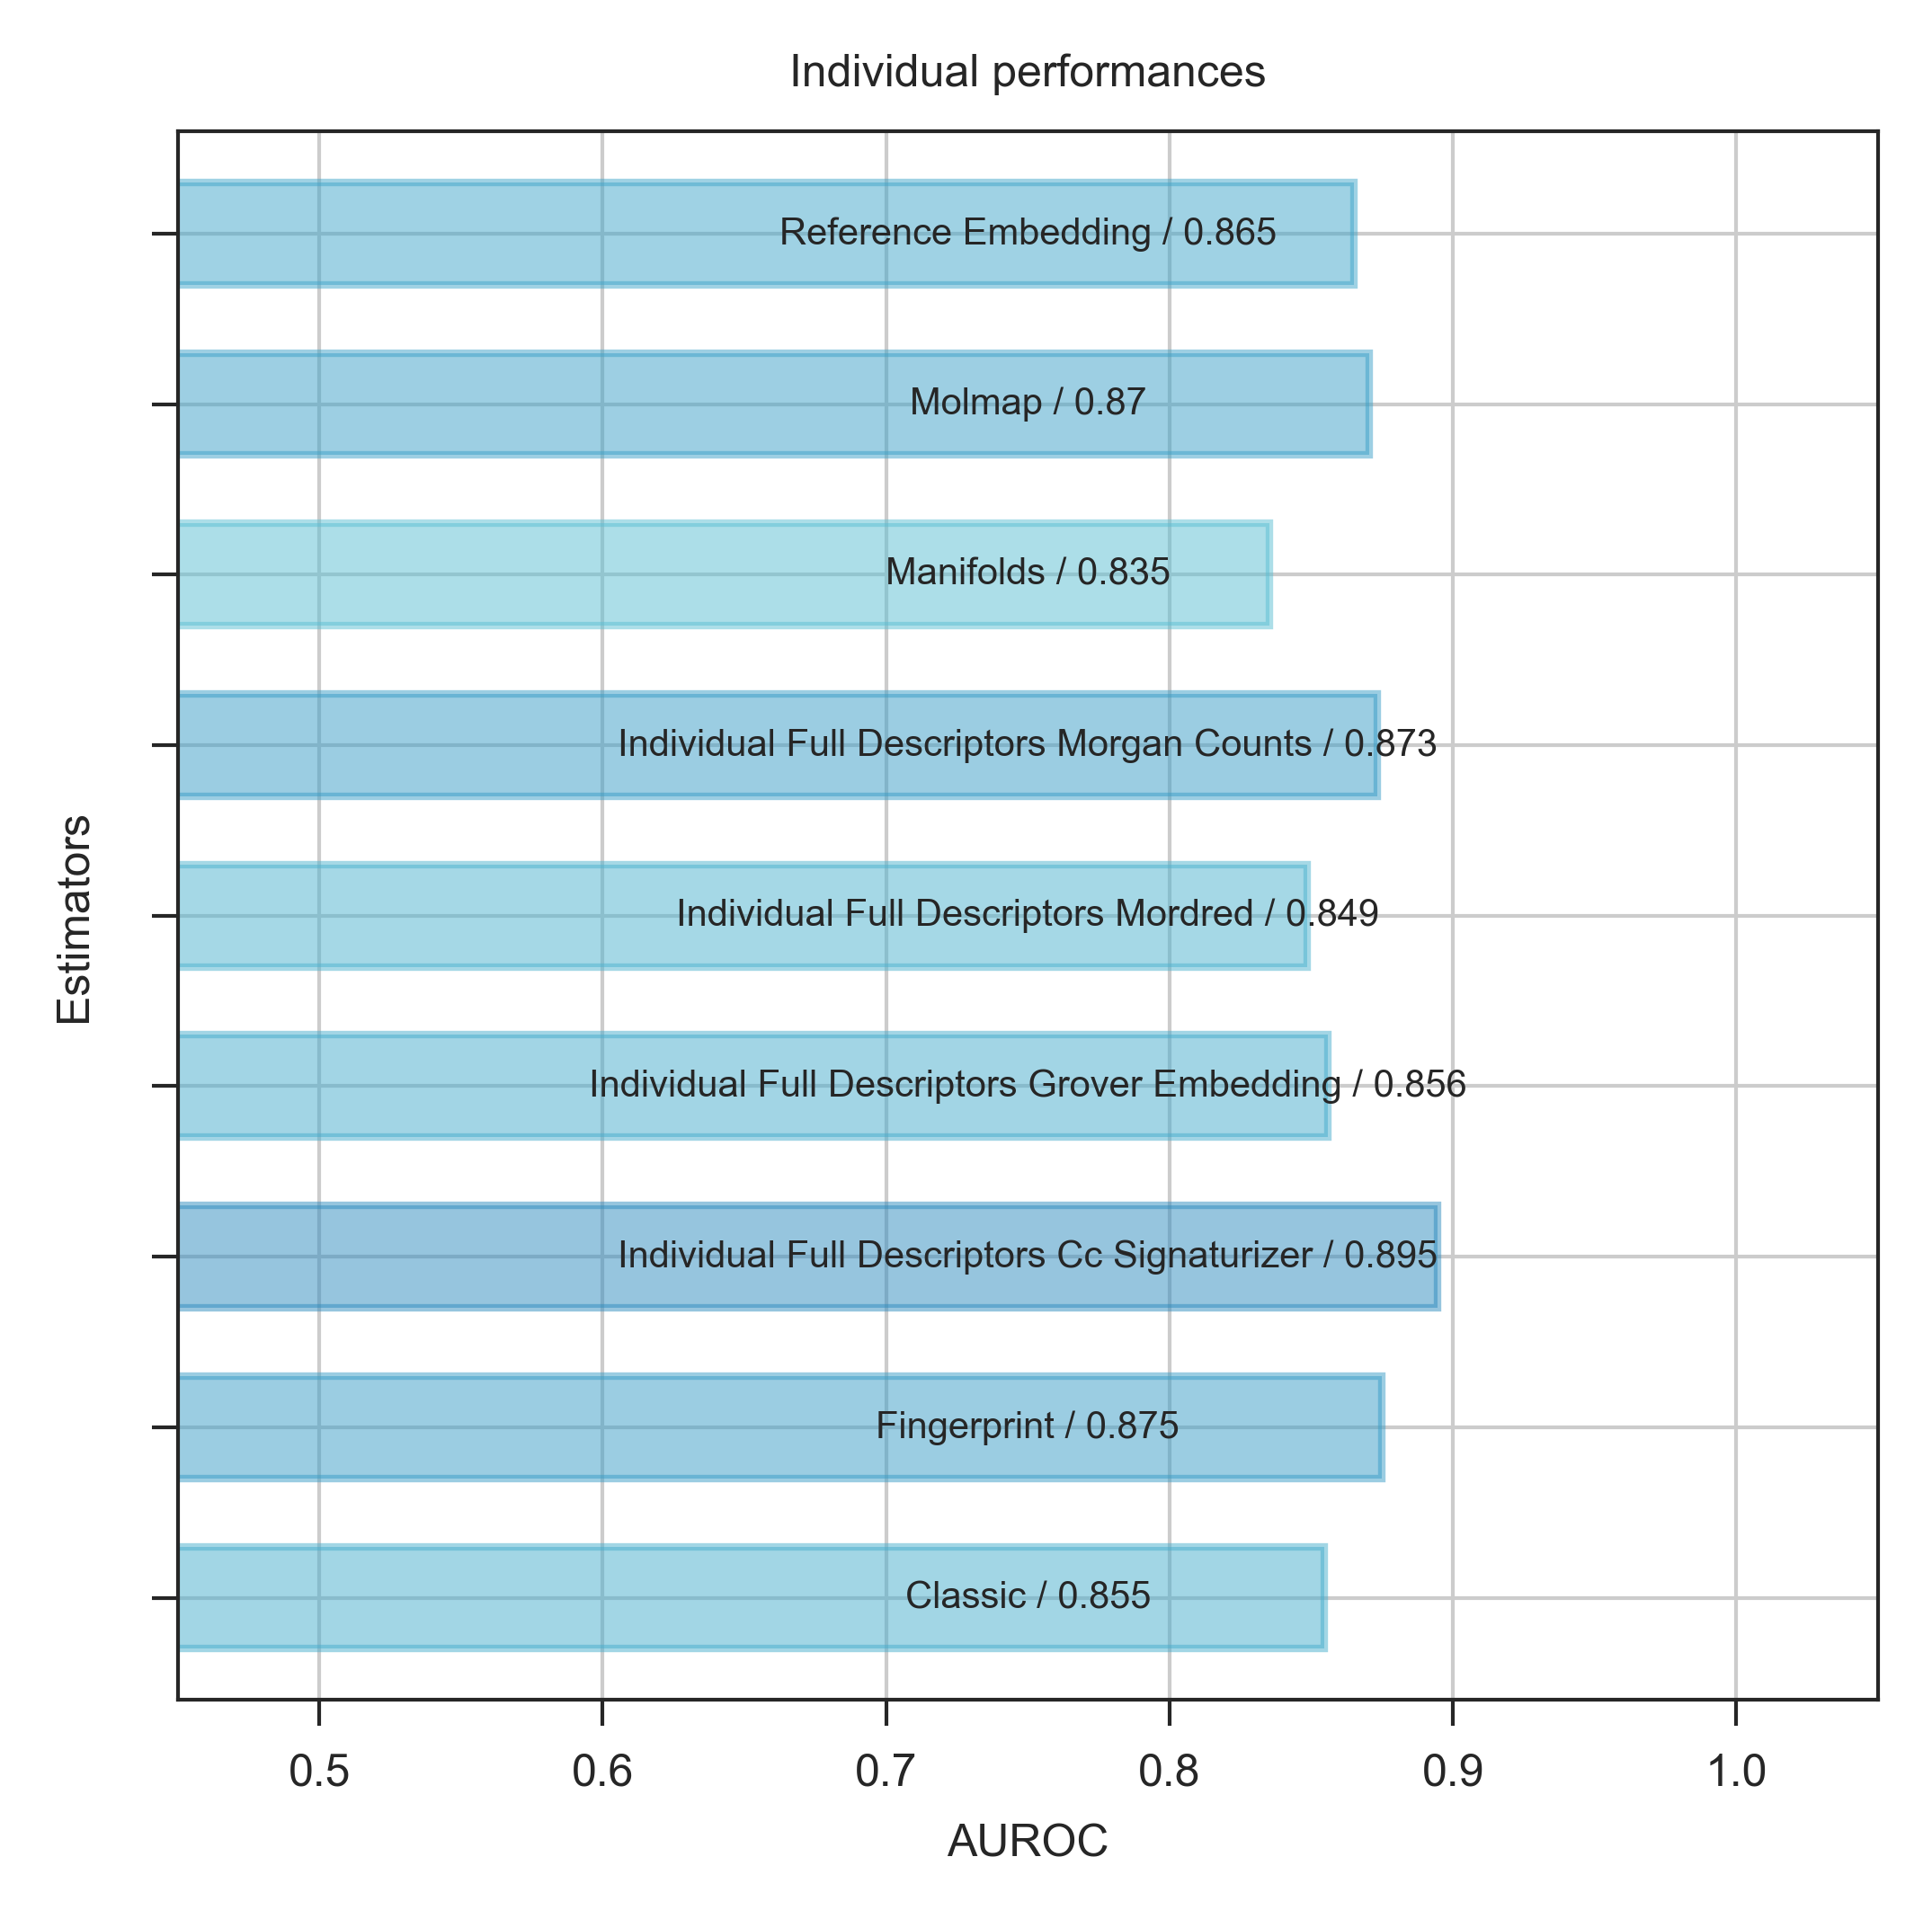 Individual performances
Reference Embedding / 0.865
Molmap / 0.87
Manifolds / 0.835
Individual Full Descriptors Morgan Counts / 0.873
Individual Full Descriptors Mordred / 0.849
Individual Full Descriptors Grover Embedding / 0.856
Individual Full Descriptors Cc Signaturizer / 0.895
Fingerprint / 0.875
Classic / 0.855
Estimators
0.5 0.6 0.7 0.8 0.9 1.0
AUROC